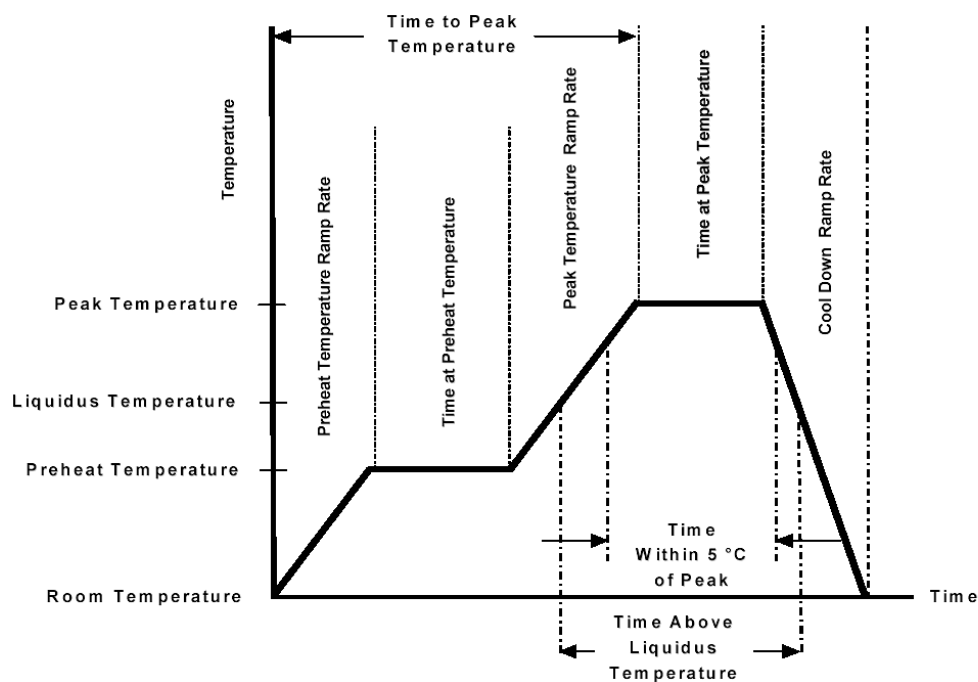 Time to Peak
Temperature
Temperature
Preheat Temperature Ramp Rate
Time at Preheat Temperature
Peak Temperature Ramp Rate
Time at Peak Temperature
Cool Down Ramp Rate
Peak Temperature
Liquidus Temperature
Preheat Temperature
Room Temperature
Time
Within 5 °C
of Peak
Time
Time Above
Liquidus
Temperature